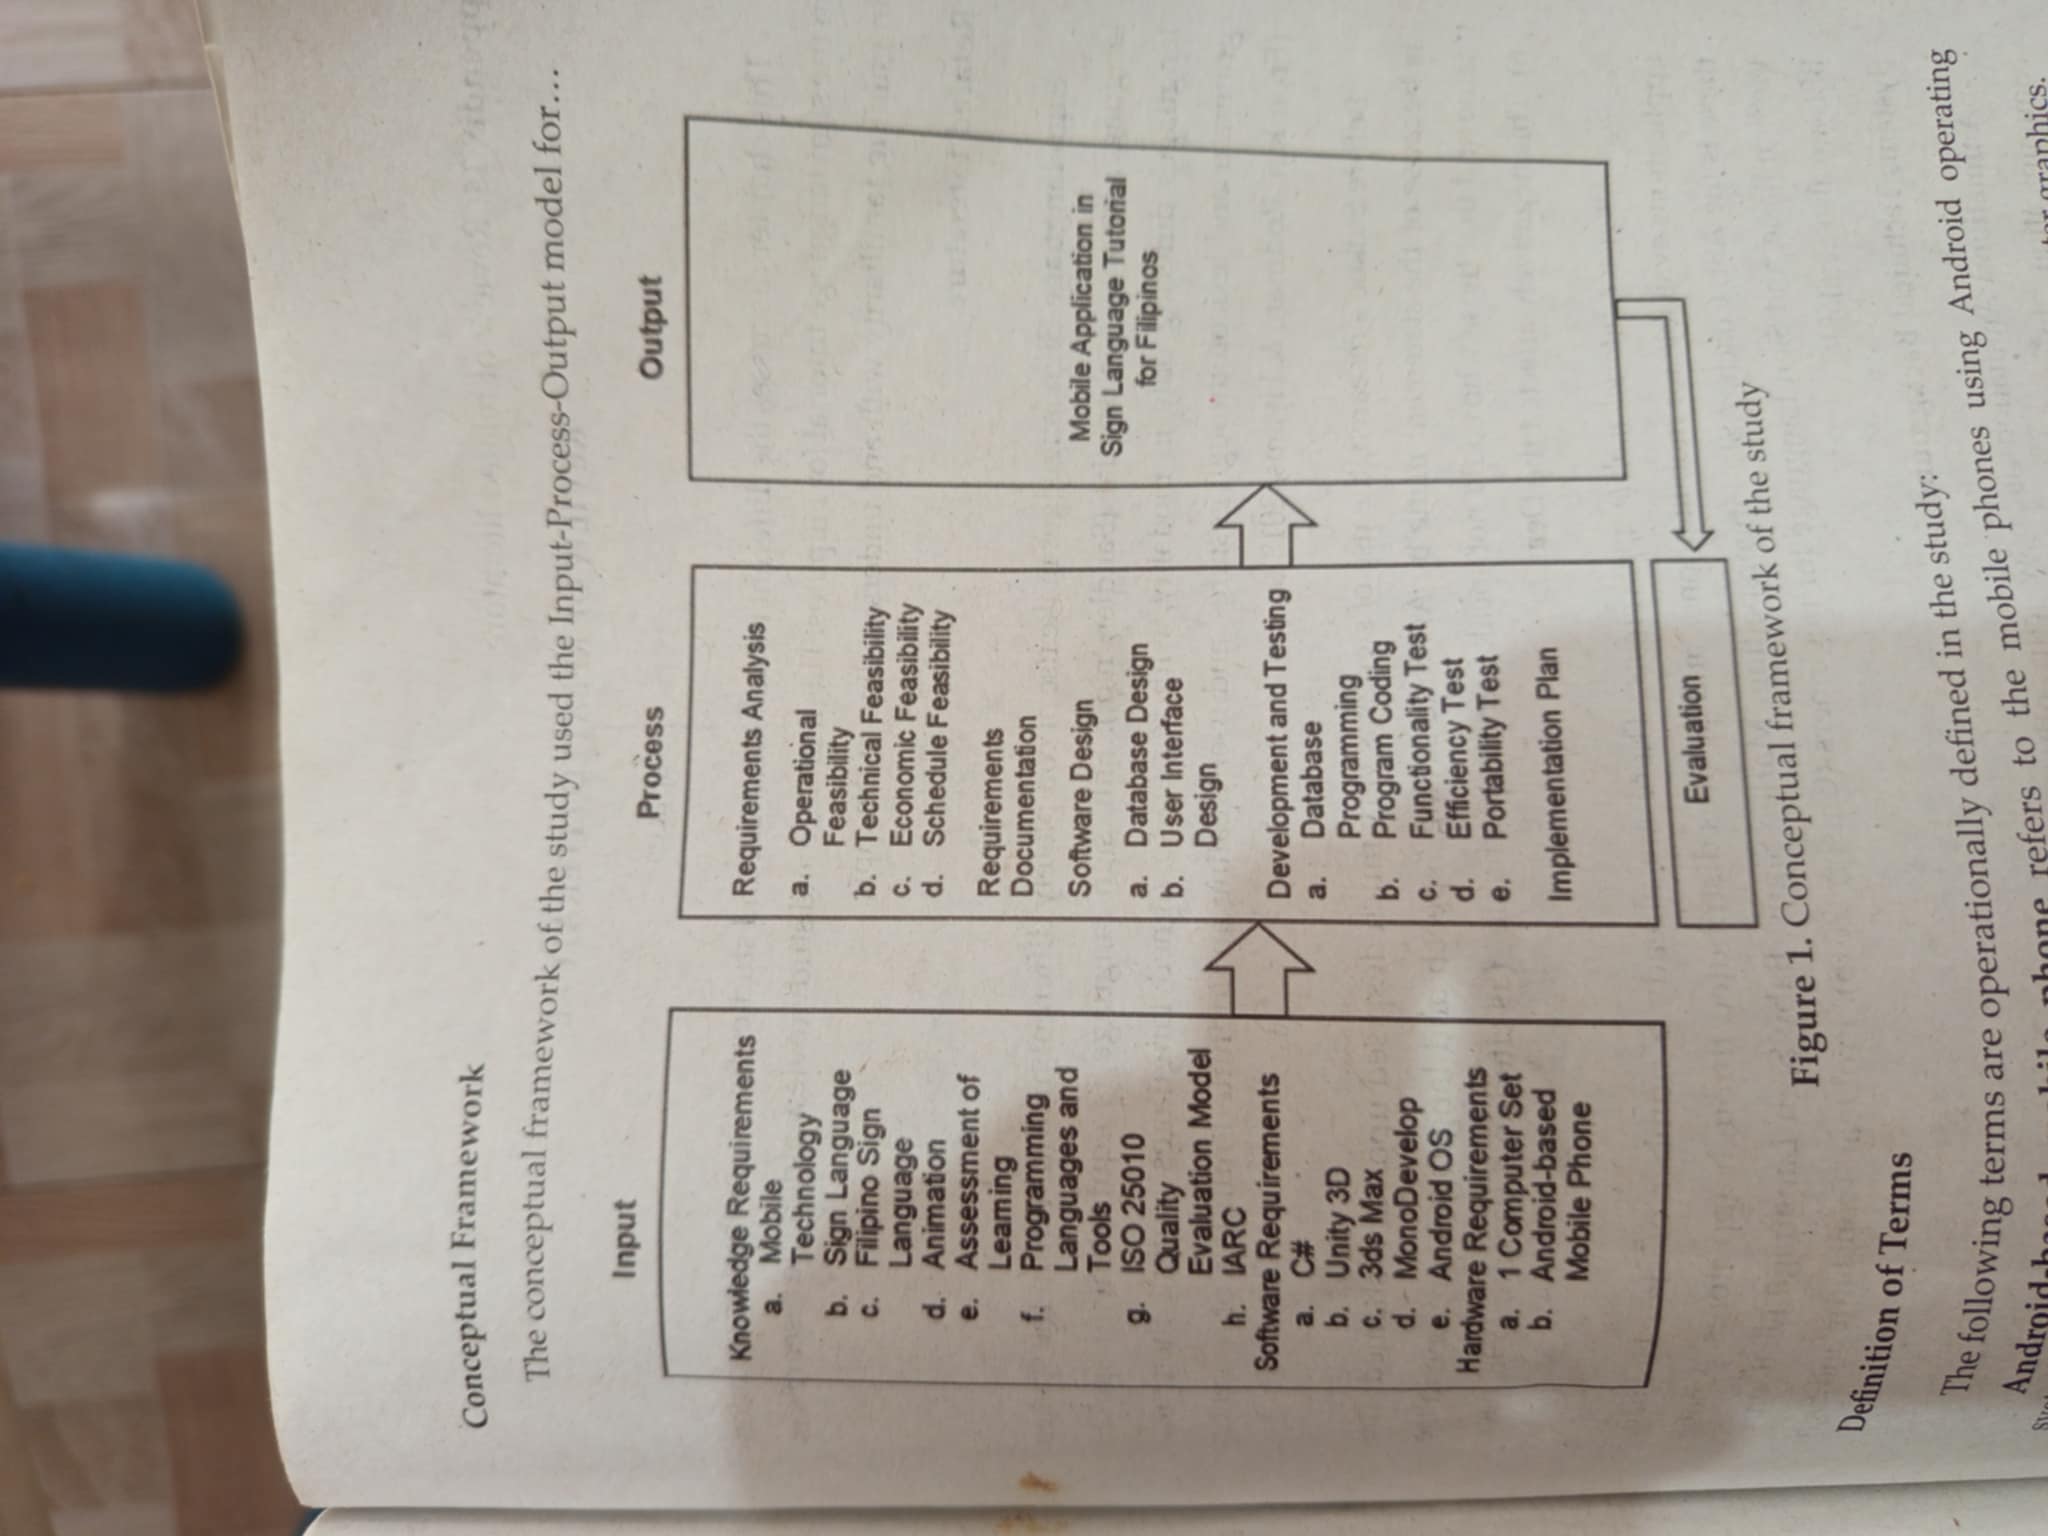 Conceptual Framework
The conceptual framework of the study used the Input-Process-Output model for…
Input
Knowledge Requirements
a. Mobile
Technology
b. Sign Language
c. Filipino Sign
Language
d. Animation
e. Assessment of
Learning
f. Programming
Languages and
Tools
g. ISO 25010
Quality
Evaluation Model
h. IARC
Software Requirements
a. C#
b. Unity 3D
c. 3ds Max
d. MonoDevelop
e. Android OS
Hardware Requirements
a. 1 Computer Set
b. Android-based
Mobile Phone
Process
Requirements Analysis
a. Operational
Feasibility
b. Technical Feasibility
c. Economic Feasibility
d. Schedule Feasibility
Requirements
Documentation
Software Design
a. Database Design
b. User Interface
Design
Development and Testing
a. Database
Programming
b. Program Coding
c. Functionality Test
d. Efficiency Test
e. Portability Test
Implementation Plan
Output
Mobile Application in
Sign Language Tutorial
for Filipinos
Evaluation
Figure 1. Conceptual framework of the study
Definition of Terms
The following terms are operationally defined in the study:
Android-based mobile phone refers to the mobile phones using Android operating
graphics.